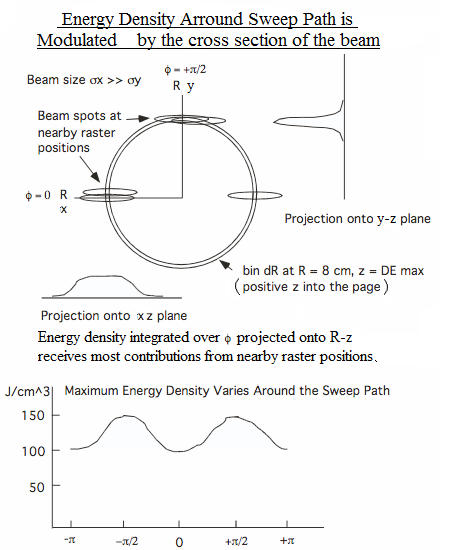 Energy Density Arround Sweep Path is
Modulated by the cross section of the beam
Beam size σx >> σy
ϕ = +π/2
R y
Beam spots at
nearby raster
positions
ϕ = 0 R
x
Projection onto y-z plane
bin dR at R = 8 cm, z = DE max
(positive z into the page)
Projection onto x z plane
Energy density integrated over ϕ projected onto R-z
receives most contributions from nearby raster positions、
J/cm^3 Maximum Energy Density Varies Around the Sweep Path
150
100
50
-π -π/2 0 +π/2 +π